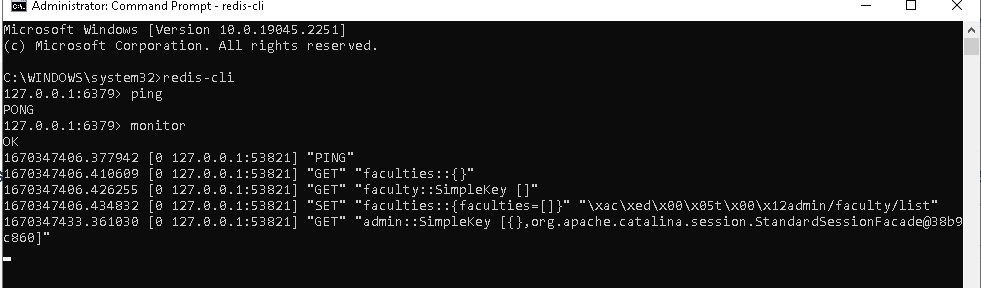 Administrator: Command Prompt - redis-cli
Microsoft Windows [Version 10.0.19045.2251]
(c) Microsoft Corporation. All rights reserved.
C:\WINDOWS\system32>redis-cli
127.0.0.1:6379> ping
PONG
127.0.0.1:6379> monitor
OK
1670347406.377942 [0 127.0.0.1:53821] "PING"
1670347406.410609 [0 127.0.0.1:53821] "GET" "faculties::{}"
1670347406.426255 [0 127.0.0.1:53821] "GET" "faculty::SimpleKey []"
1670347406.434832 [0 127.0.0.1:53821] "SET" "faculties::{faculties=[]}" "\xac\xed\x00\x05t\x00\x12admin/faculty/list"
1670347433.361030 [0 127.0.0.1:53821] "GET" "admin::SimpleKey [{},org.apache.catalina.session.StandardSessionFacade@38b9
c860]"